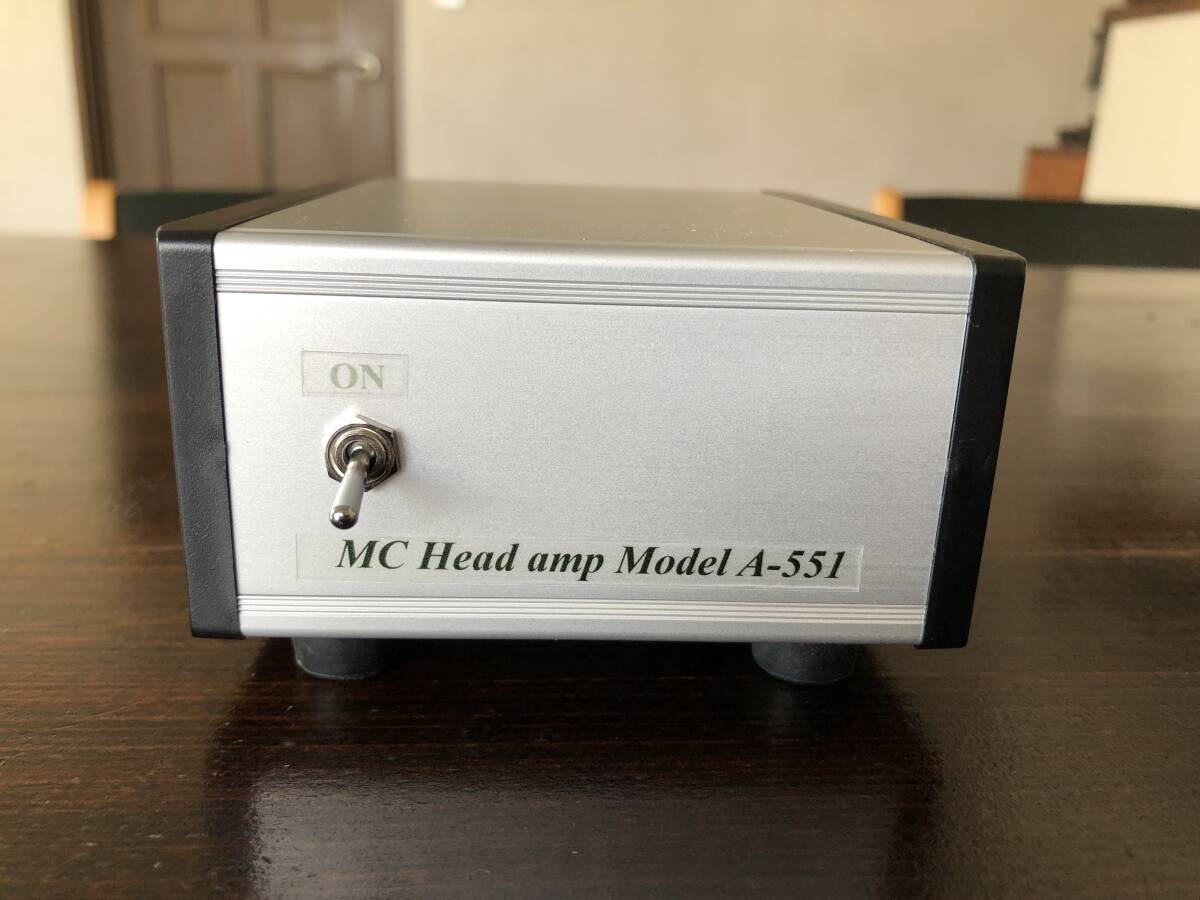 ON
MC Head amp Model A-551